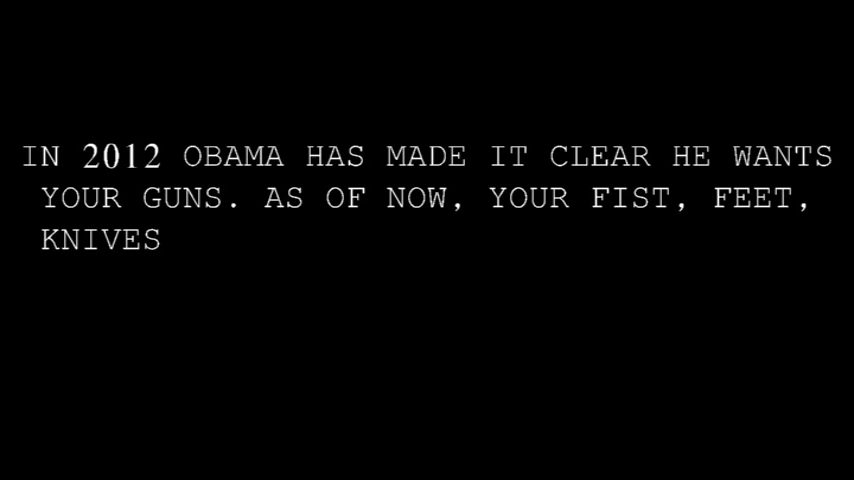 IN 2012 OBAMA HAS MADE IT CLEAR HE WANTS
YOUR GUNS. AS OF NOW, YOUR FIST, FEET,
KNIVES